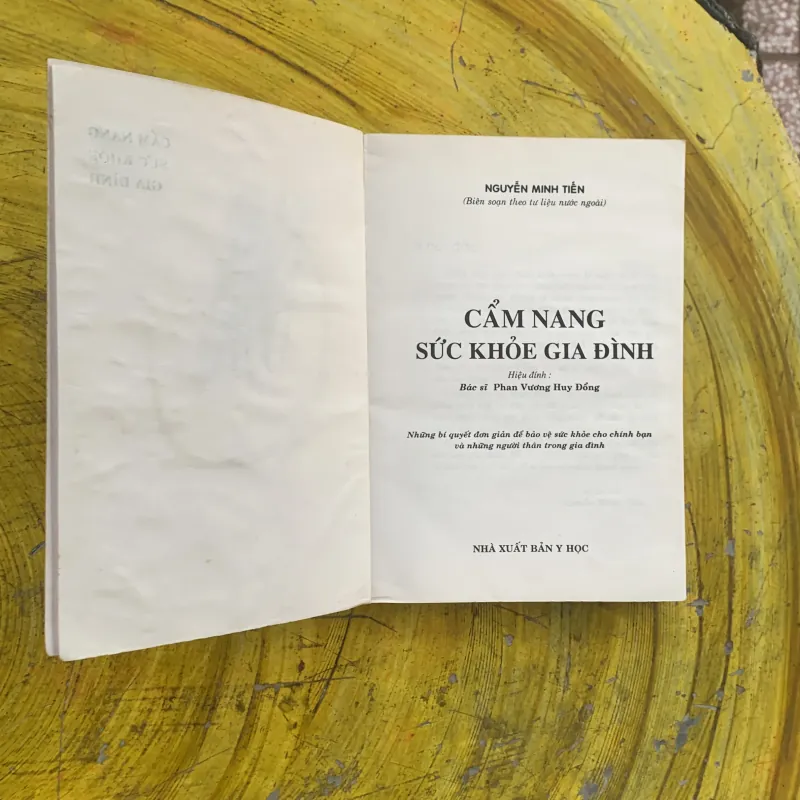 NGUYỄN MINH TIẾN
(Biên soạn theo tư liệu nước ngoài)
CẨM NANG
SỨC KHỎE GIA ĐÌNH
Hiệu đính :
Bác sĩ Phan Vương Huy Đổng
Những bí quyết đơn giản để bảo vệ sức khỏe cho chính bạn
và những người thân trong gia đình
NHÀ XUẤT BẢN Y HỌC